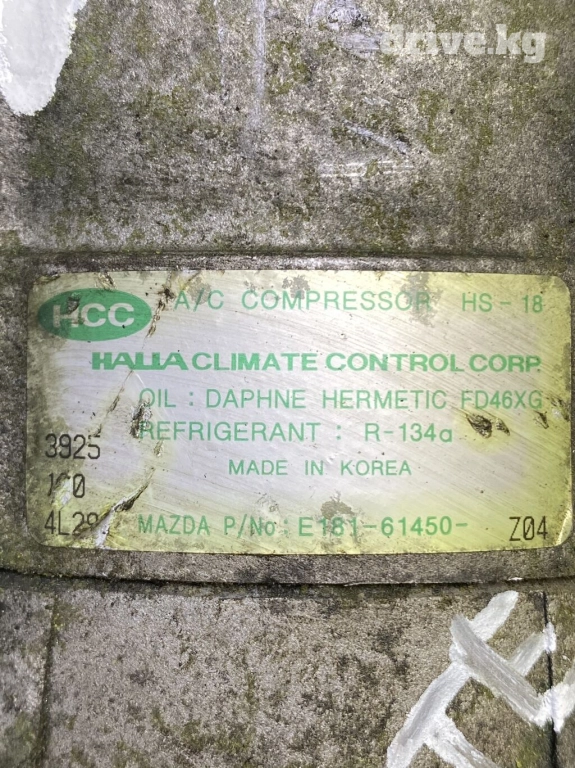 drive.kg
HCC A/C COMPRESSOR HS-18
HALLA CLIMATE CONTROL CORP.
OIL : DAPHNE HERMETIC FD46XG
REFRIGERANT : R-134a
3925
MADE IN KOREA
MAZDA P/No: E181-61450- Z04